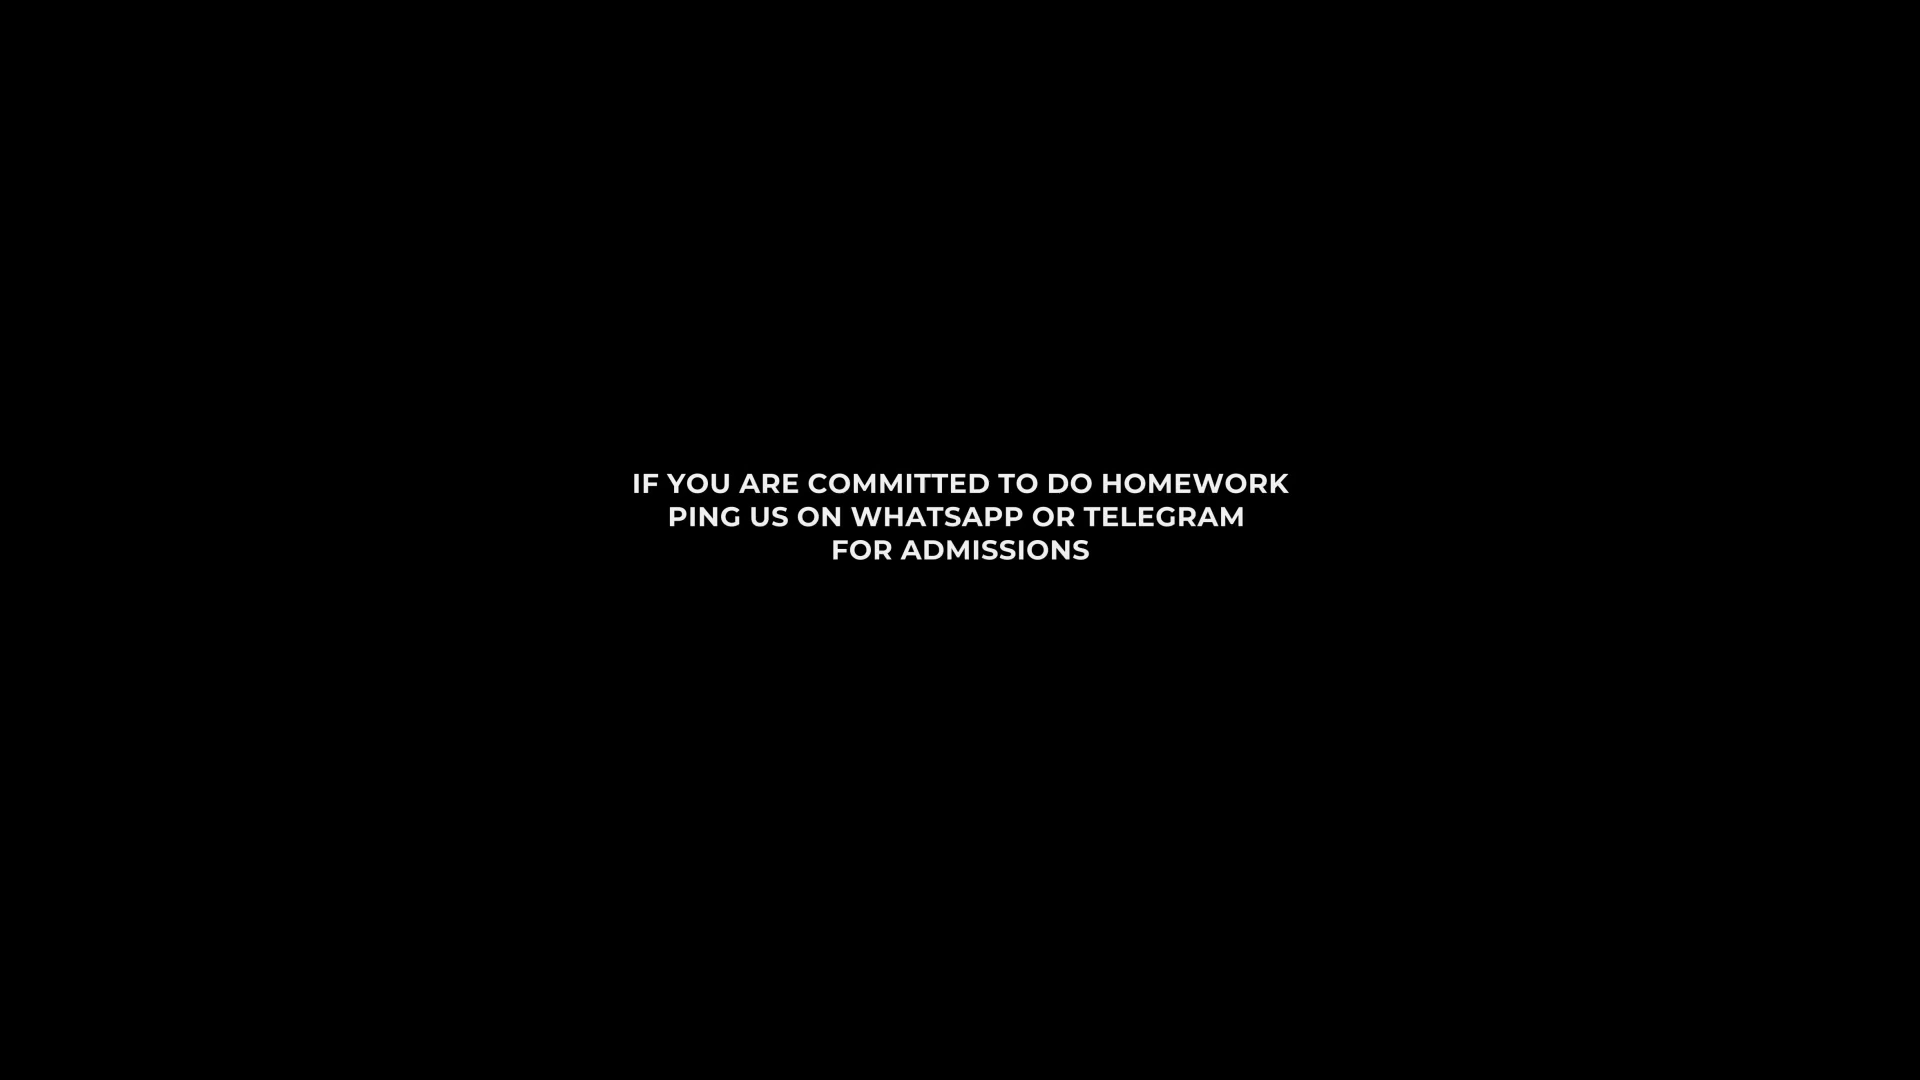 IF YOU ARE COMMITTED TO DO HOMEWORK
PING US ON WHATSAPP OR TELEGRAM
FOR ADMISSIONS